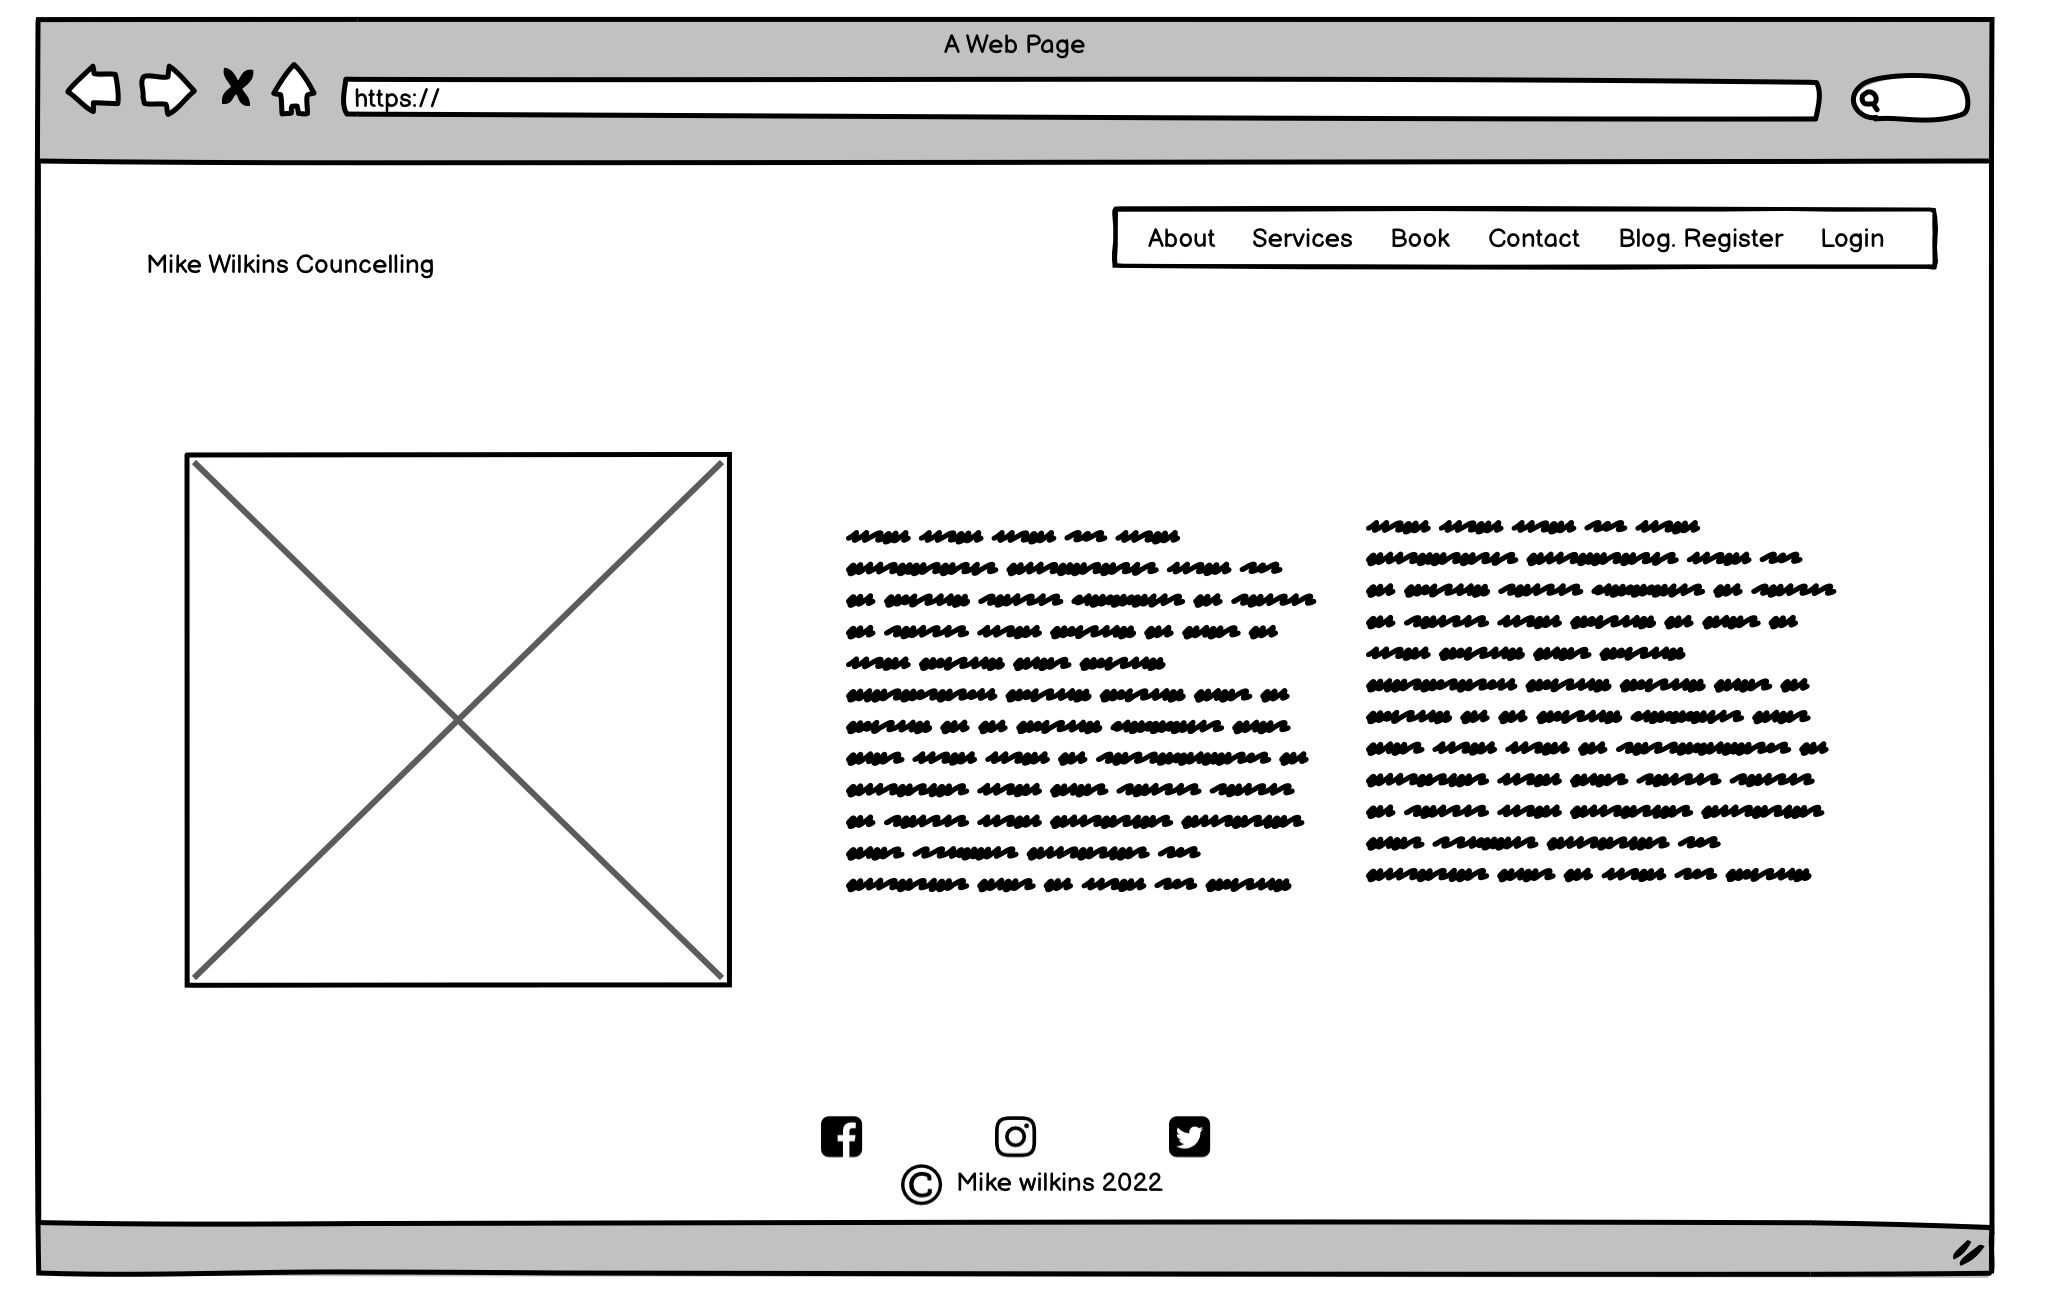 A Web Page
https://
About Services Book Contact Blog. Register Login
Mike Wilkins Councelling
© Mike wilkins 2022